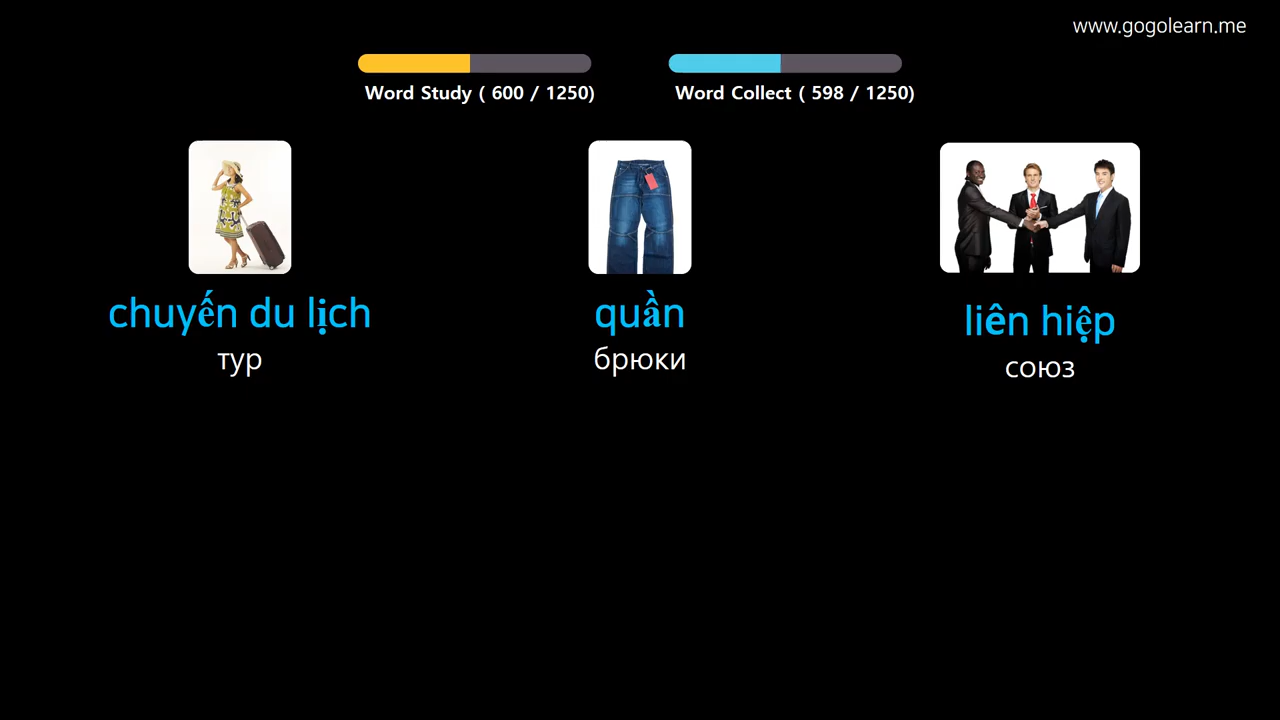 www.gogolearn.me
Word Study ( 600 / 1250)
Word Collect ( 598 / 1250)
chuyến du lịch
тур
quần
брюки
liên hiệp
союз